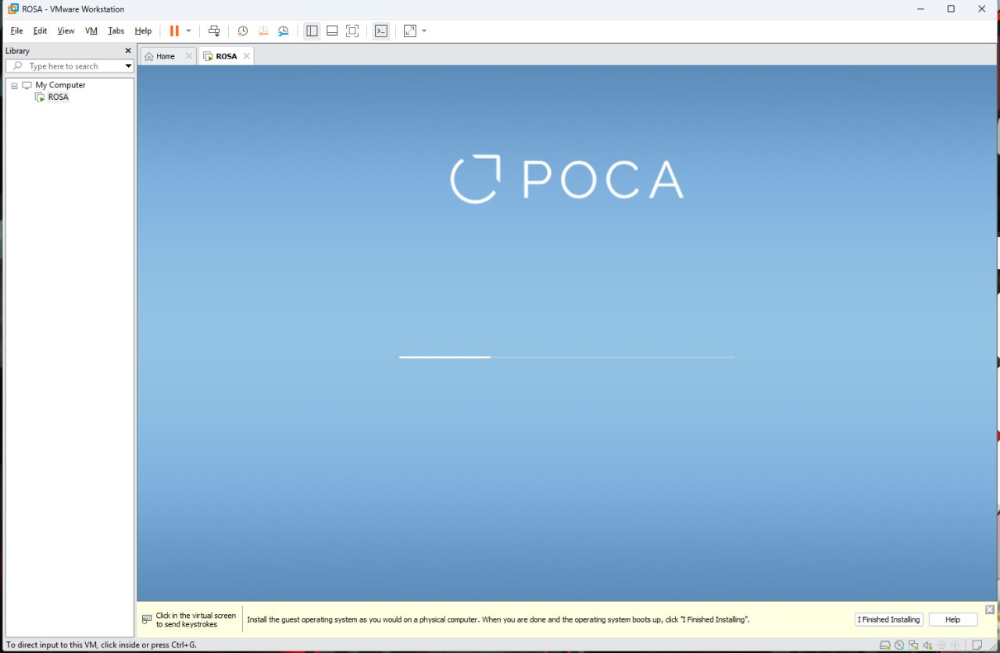 ROSA - VMware Workstation
File Edit View VM Tabs Help
Library
Type here to search
My Computer
ROSA
Home ROSA
РОСА
Click in the virtual screen
to send keystrokes
Install the guest operating system as you would on a physical computer. When you are done and the operating system boots up, click "I Finished Installing".
I Finished Installing Help
To direct input to this VM, click inside or press Ctrl+G.